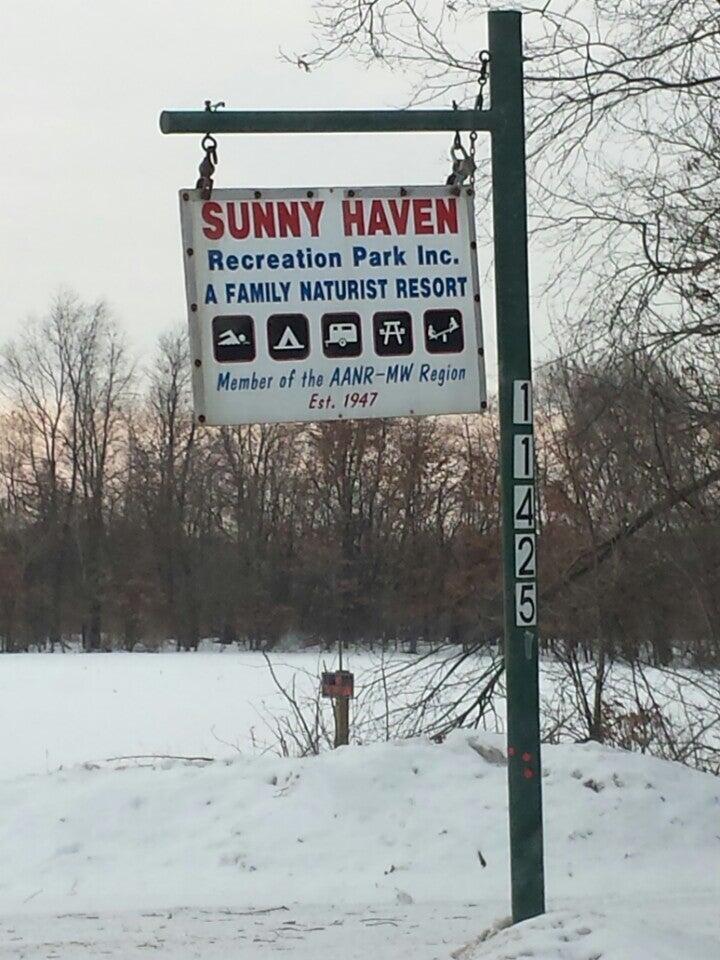 SUNNY HAVEN
Recreation Park Inc.
A FAMILY NATURIST RESORT
Member of the AANR-MW Region
Est. 1947
1
1
4
2
5